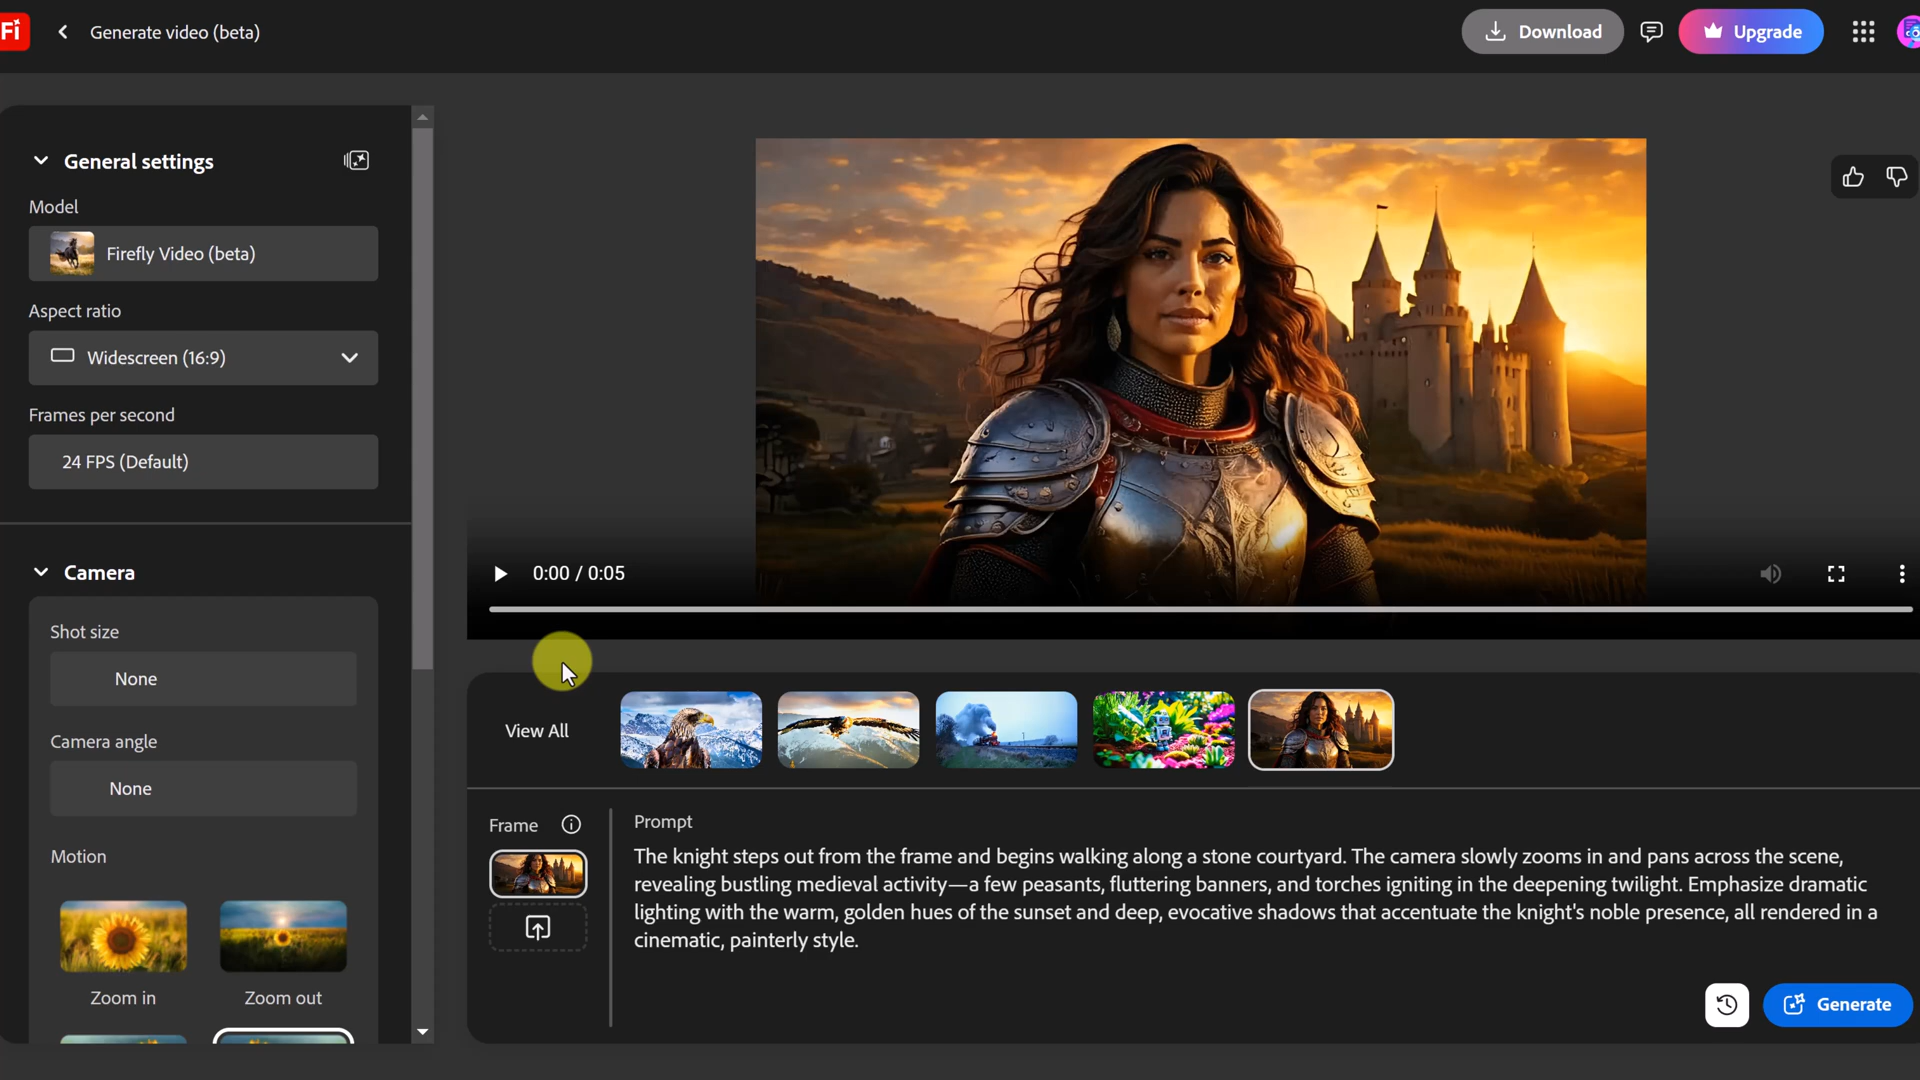 Fi
Generate video (beta)
Download
Upgrade
General settings
Model
Firefly Video (beta)
Aspect ratio
Widescreen (16:9)
Frames per second
24 FPS (Default)
Camera
Shot size
None
Camera angle
None
Motion
Zoom in
Zoom out
0:00 / 0:05
View All
Frame
Prompt
The knight steps out from the frame and begins walking along a stone courtyard. The camera slowly zooms in and pans across the scene,
revealing bustling medieval activity—a few peasants, fluttering banners, and torches igniting in the deepening twilight. Emphasize dramatic
lighting with the warm, golden hues of the sunset and deep, evocative shadows that accentuate the knight's noble presence, all rendered in a
cinematic, painterly style.
Generate